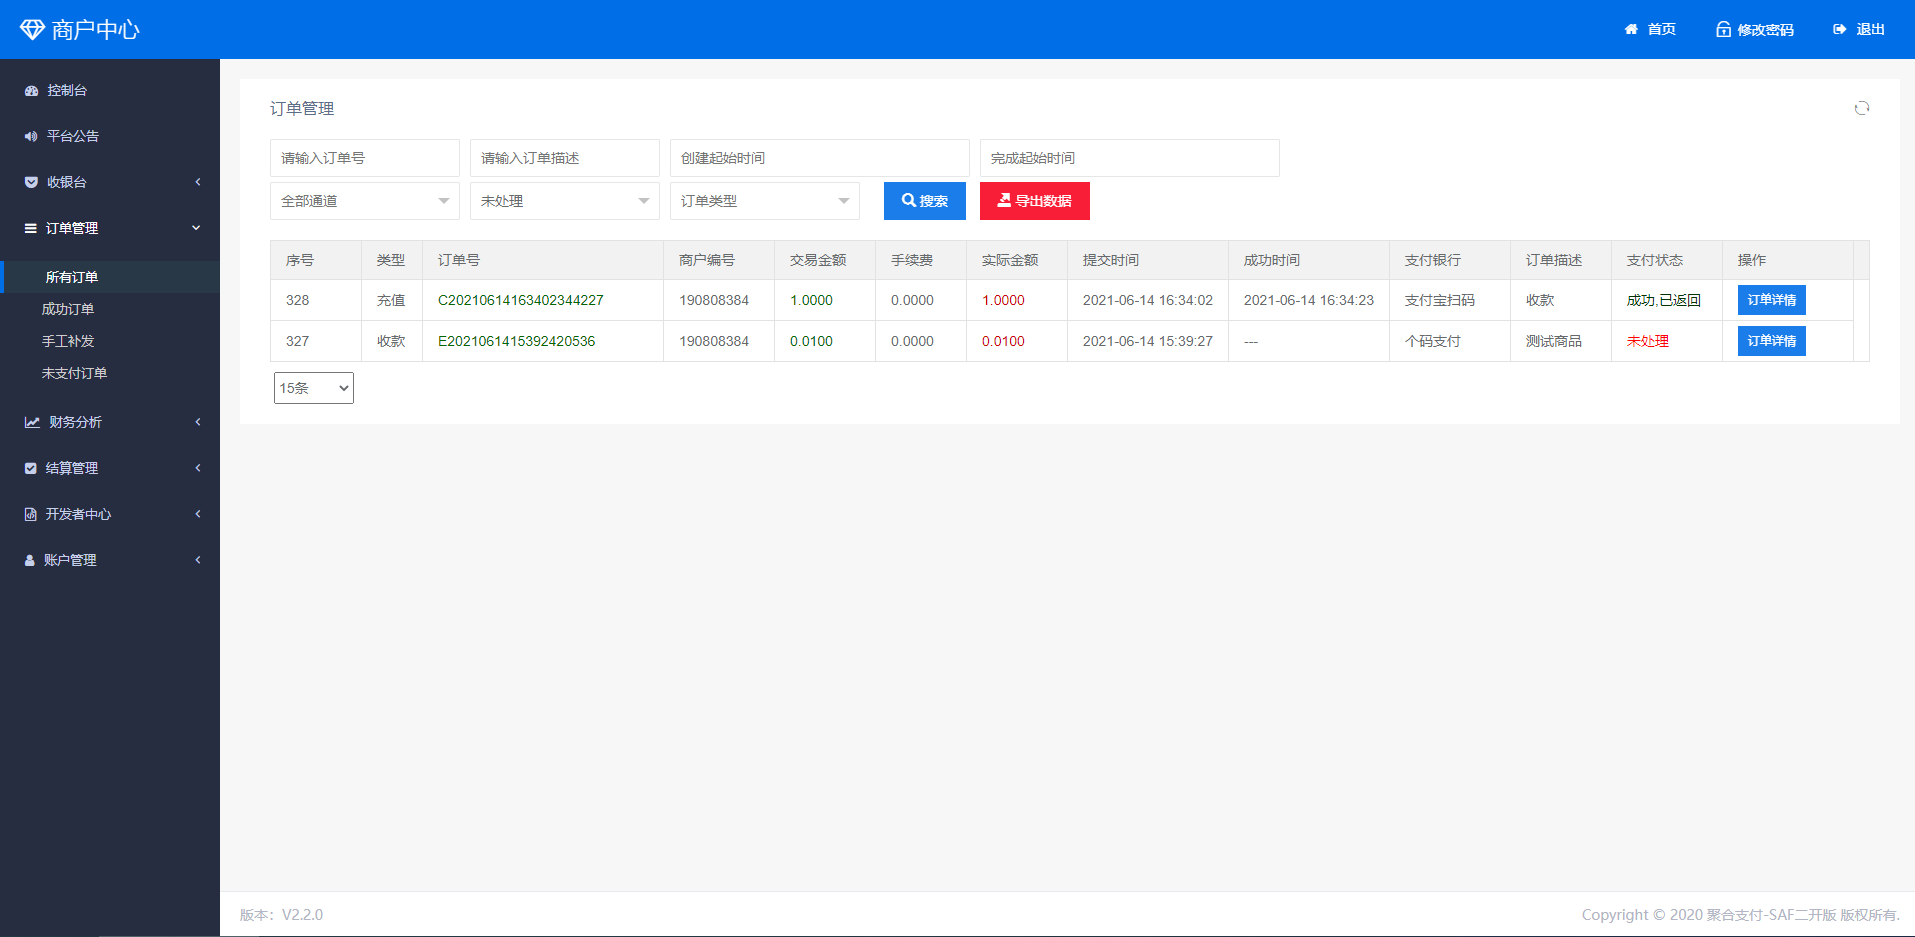 商户中心
首页 修改密码 退出
控制台
平台公告
收银台
订单管理
所有订单
成功订单
手工补发
未支付订单
财务分析
结算管理
开发者中心
账户管理
订单管理
请输入订单号 请输入订单描述 创建起始时间 完成起始时间
全部通道 未处理 订单类型 搜索 导出数据
序号 类型 订单号 商户编号 交易金额 手续费 实际金额 提交时间 成功时间 支付银行 订单描述 支付状态 操作
328 充值 C20210614163402344227 190808384 1.0000 0.0000 1.0000 2021-06-14 16:34:02 2021-06-14 16:34:23 支付宝扫码 收款 成功,已返回 订单详情
327 收款 E2021061415392420536 190808384 0.0100 0.0000 0.0100 2021-06-14 15:39:27 --- 个码支付 测试商品 未处理 订单详情
15条
版本：V2.2.0
Copyright © 2020 聚合支付-SAF二开版 版权所有.